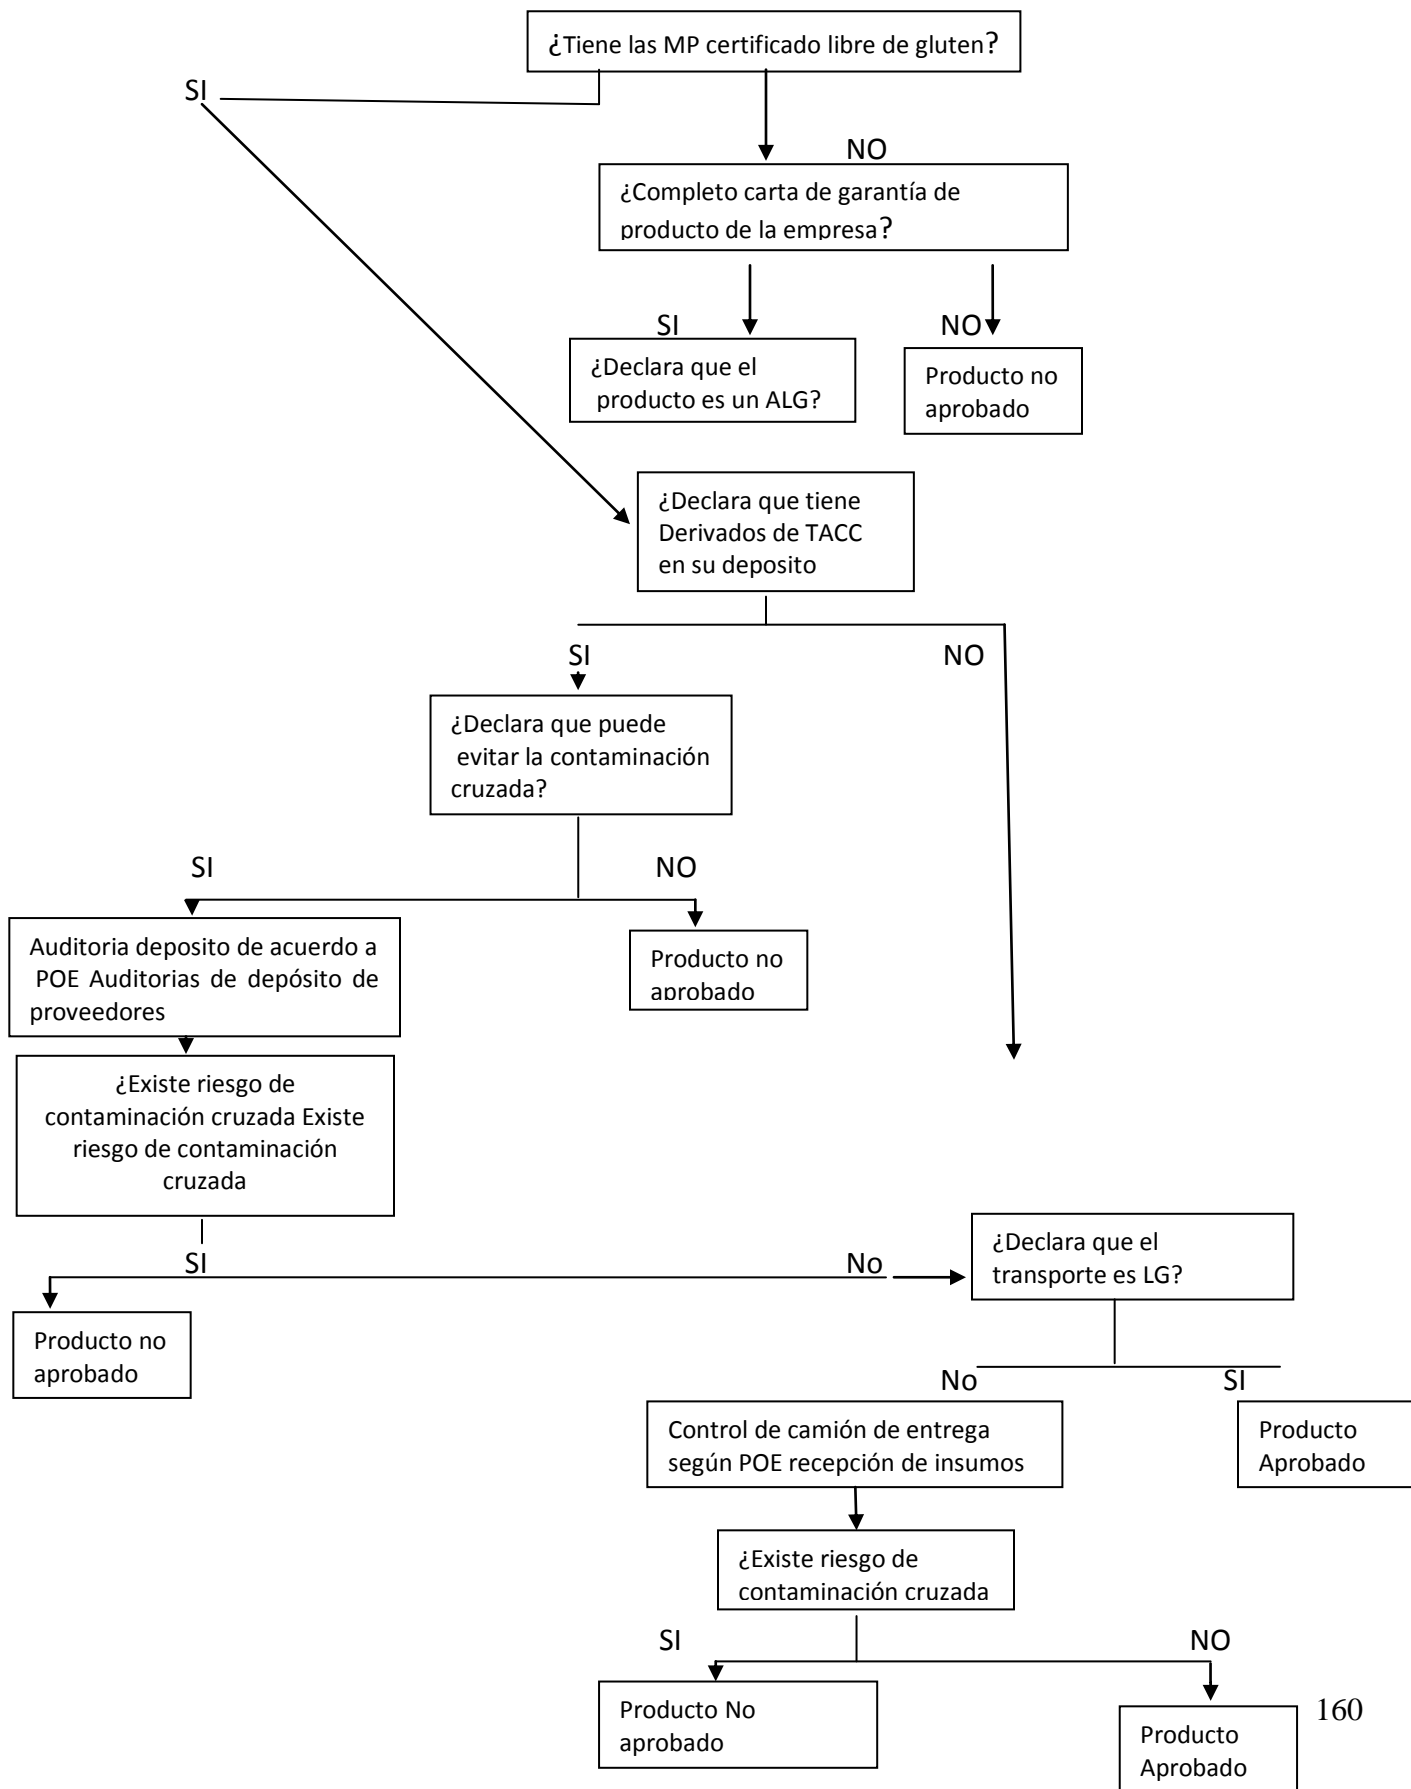 ¿Tiene las MP certificado libre de gluten?
SI
NO
¿Completo carta de garantía de
producto de la empresa?
SI
NO
¿Declara que el
producto es un ALG?
Producto no
aprobado
¿Declara que tiene
Derivados de TACC
en su deposito
SI
NO
¿Declara que puede
evitar la contaminación
cruzada?
SI
NO
Auditoria deposito de acuerdo a
POE Auditorias de depósito de
proveedores
Producto no
aprobado
¿Existe riesgo de
contaminación cruzada Existe
riesgo de contaminación
cruzada
SI
No
¿Declara que el
transporte es LG?
Producto no
aprobado
No
SI
Control de camión de entrega
según POE recepción de insumos
Producto
Aprobado
¿Existe riesgo de
contaminación cruzada
SI
NO
Producto No
aprobado
Producto
Aprobado
160